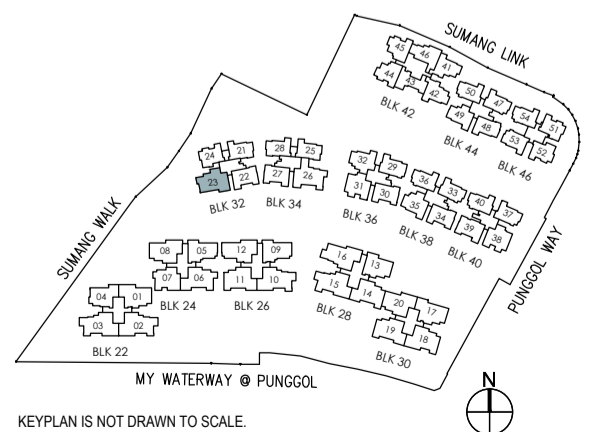 SUMANG LINK
45 46 41
44 43 42
BLK 42
50 47
49 48
BLK 44
54 51
53 52
BLK 46
24 21
23 22
BLK 32
28 25
27 26
BLK 34
32 29
31 30
BLK 36
36 33
35 34
BLK 38
40 37
39 38
BLK 40
SUMANG WALK
PUNGGOL WAY
08 05
07 06
BLK 24
12 09
11 10
BLK 26
16 13
15 14
BLK 28
20 17
19 18
BLK 30
04 01
03 02
BLK 22
MY WATERWAY @ PUNGGOL
N
KEYPLAN IS NOT DRAWN TO SCALE.